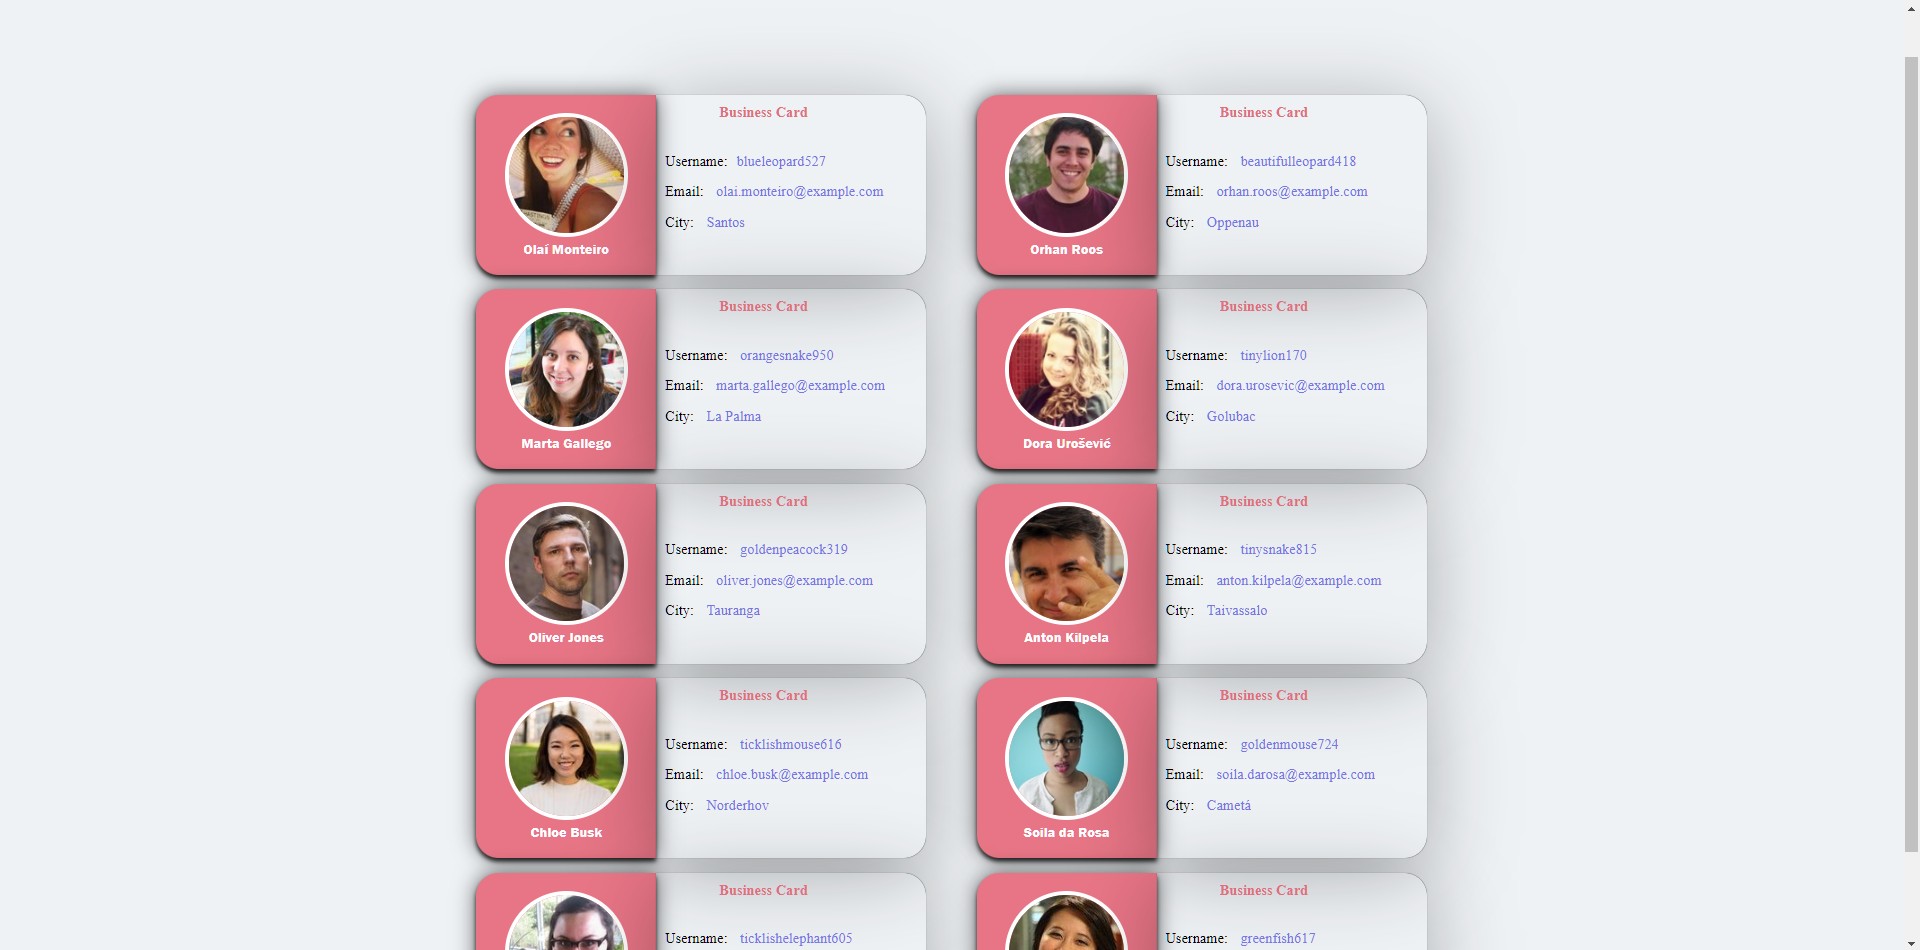 Business Card
Username: blueleopard527
Email: olai.monteiro@example.com
City: Santos
Olaí Monteiro
Business Card
Username: beautifulleopard418
Email: orhan.roos@example.com
City: Oppenau
Orhan Roos
Business Card
Username: orangesnake950
Email: marta.gallego@example.com
City: La Palma
Marta Gallego
Business Card
Username: tinylion170
Email: dora.urosevic@example.com
City: Golubac
Dora Urošević
Business Card
Username: goldenpeacock319
Email: oliver.jones@example.com
City: Tauranga
Oliver Jones
Business Card
Username: tinysnake815
Email: anton.kilpela@example.com
City: Taivassalo
Anton Kilpela
Business Card
Username: ticklishmouse616
Email: chloe.busk@example.com
City: Norderhov
Chloe Busk
Business Card
Username: goldenmouse724
Email: soila.darosa@example.com
City: Cametá
Soila da Rosa
Business Card
Username: ticklishelephant605
Business Card
Username: greenfish617